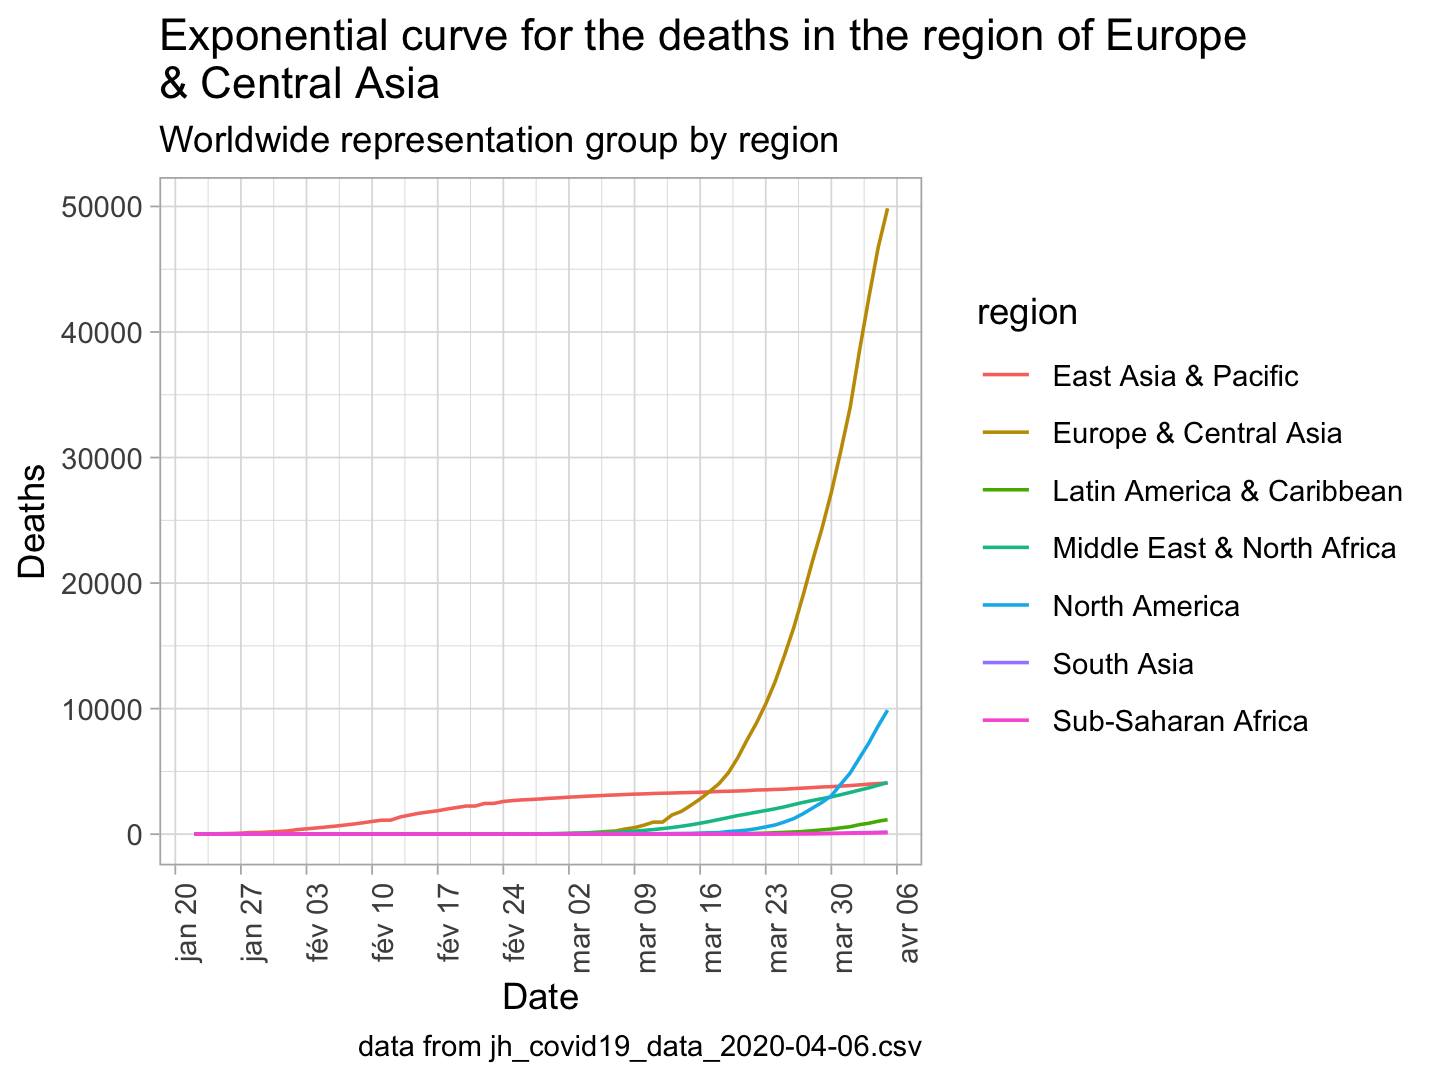 Exponential curve for the deaths in the region of Europe
& Central Asia
Worldwide representation group by region
50000
40000
30000
20000
10000
0
Deaths
jan 20
jan 27
fév 03
fév 10
fév 17
fév 24
mar 02
mar 09
mar 16
mar 23
mar 30
avr 06
Date
region
East Asia & Pacific
Europe & Central Asia
Latin America & Caribbean
Middle East & North Africa
North America
South Asia
Sub-Saharan Africa
data from jh_covid19_data_2020-04-06.csv